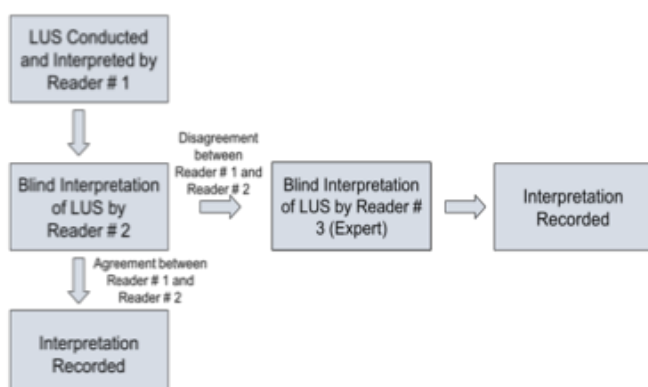 LUS Conducted
and Interpreted by
Reader # 1
Disagreement
between
Reader # 1 and
Reader # 2
Blind Interpretation
of LUS by
Reader # 2
Blind Interpretation
of LUS by Reader #
3 (Expert)
Interpretation
Recorded
Agreement between
Reader # 1 and
Reader # 2
Interpretation
Recorded